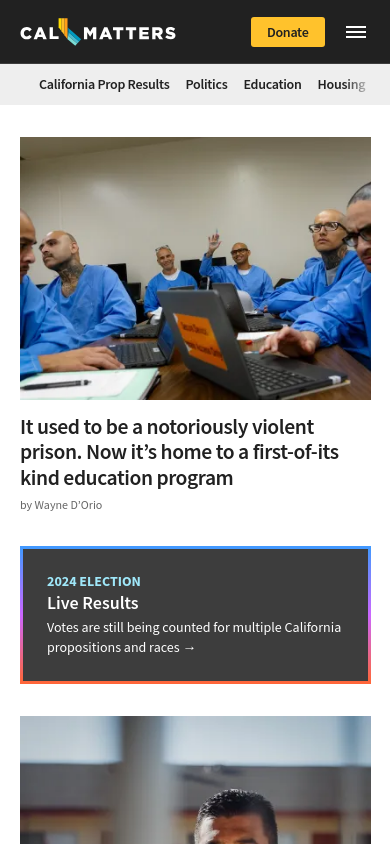 CAL MATTERS
Donate
California Prop Results Politics Education Housing
It used to be a notoriously violent
prison. Now it’s home to a first-of-its
kind education program
by Wayne D'Orio
2024 ELECTION
Live Results
Votes are still being counted for multiple California
propositions and races →